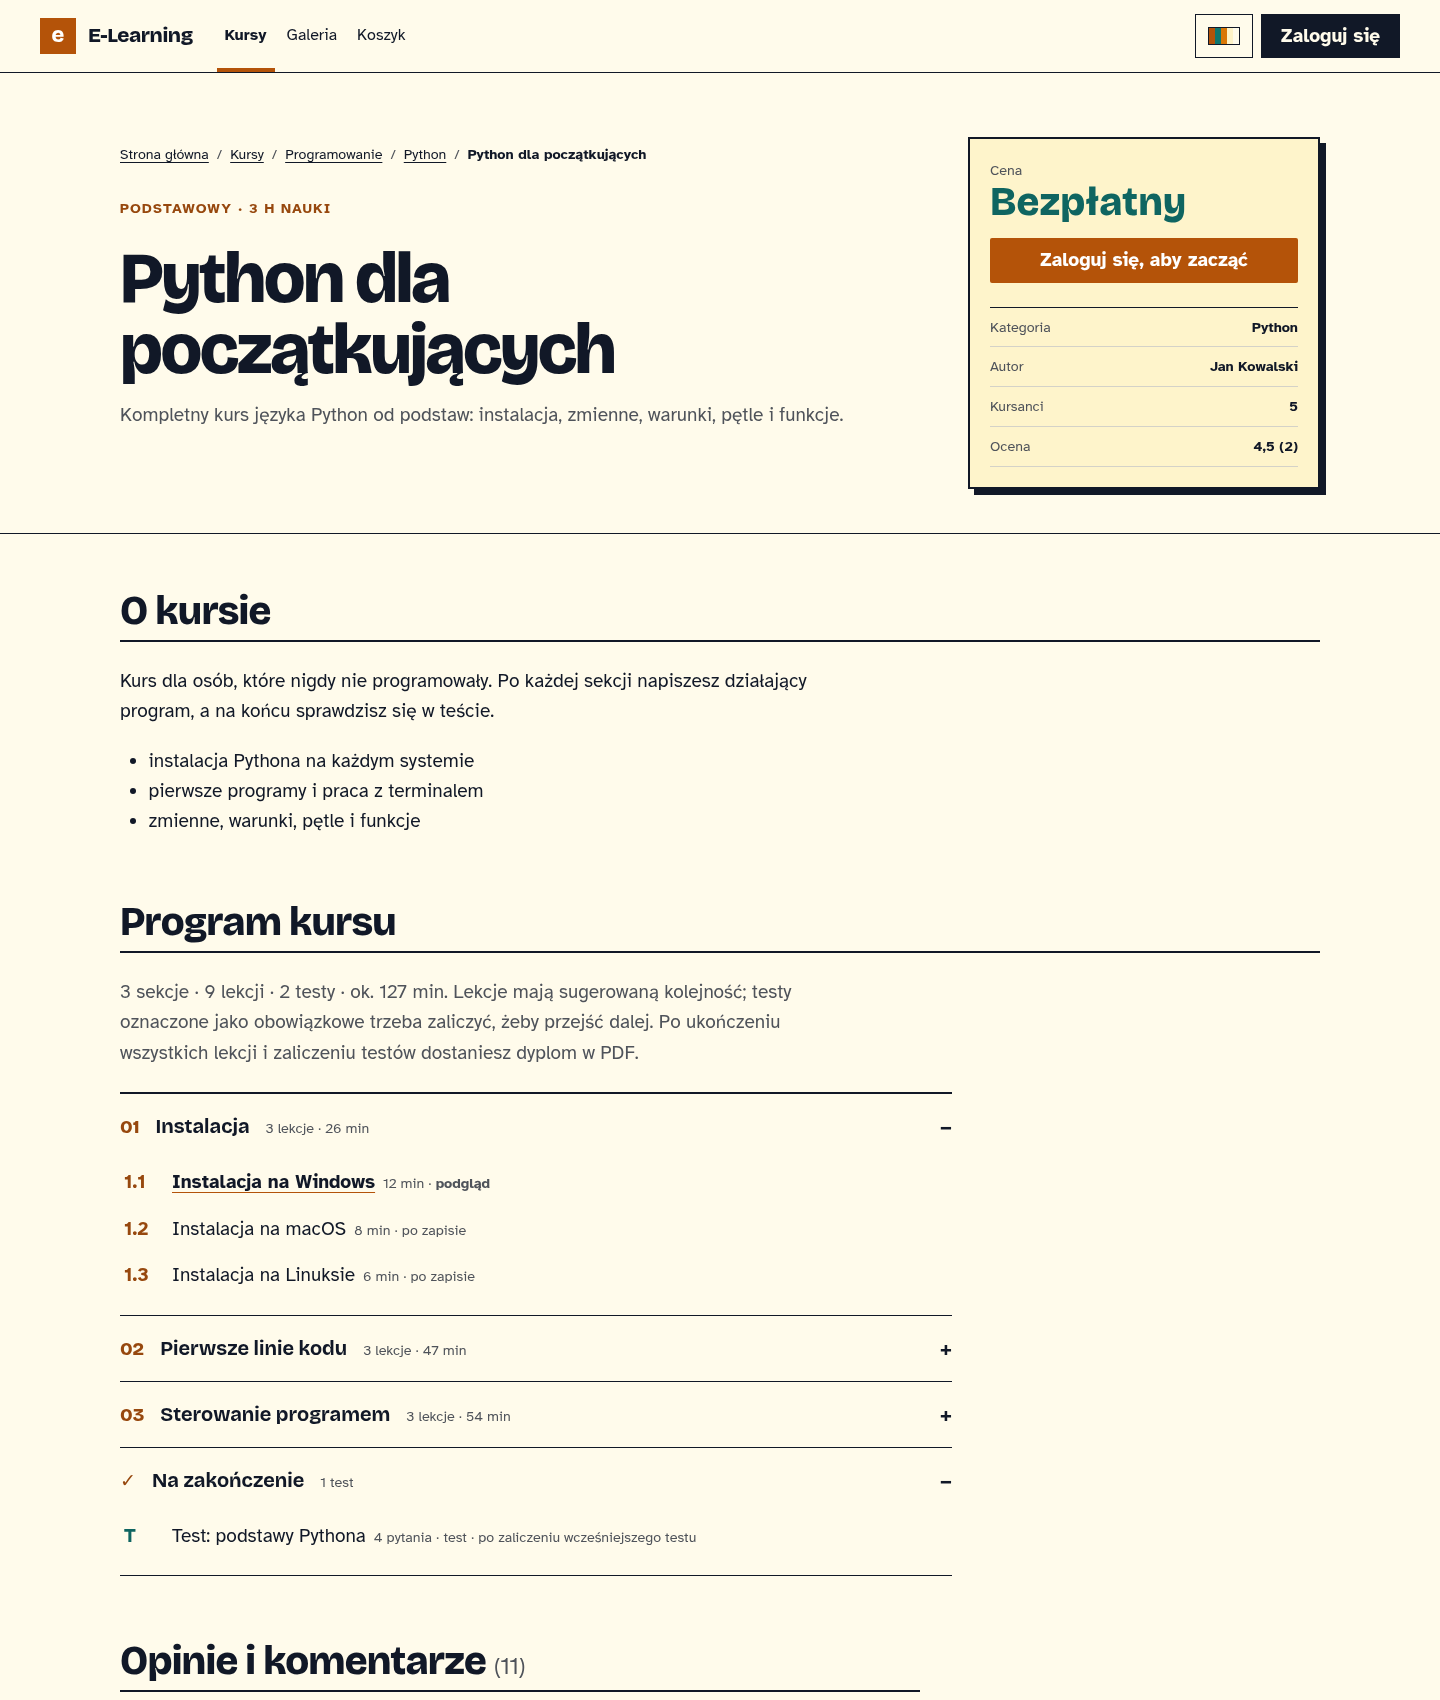 e E-Learning Kursy Galeria Koszyk Zaloguj się
Strona główna / Kursy / Programowanie / Python / Python dla początkujących
PODSTAWOWY · 3 H NAUKI
Python dla
początkujących
Kompletny kurs języka Python od podstaw: instalacja, zmienne, warunki, pętle i funkcje.
Cena
Bezpłatny
Zaloguj się, aby zacząć
Kategoria Python
Autor Jan Kowalski
Kursanci 5
Ocena 4,5 (2)
O kursie
Kurs dla osób, które nigdy nie programowały. Po każdej sekcji napiszesz działający
program, a na końcu sprawdzisz się w teście.
• instalacja Pythona na każdym systemie
• pierwsze programy i praca z terminalem
• zmienne, warunki, pętle i funkcje
Program kursu
3 sekcje · 9 lekcji · 2 testy · ok. 127 min. Lekcje mają sugerowaną kolejność; testy
oznaczone jako obowiązkowe trzeba zaliczyć, żeby przejść dalej. Po ukończeniu
wszystkich lekcji i zaliczeniu testów dostaniesz dyplom w PDF.
01 Instalacja 3 lekcje · 26 min −
1.1 Instalacja na Windows 12 min · podgląd
1.2 Instalacja na macOS 8 min · po zapisie
1.3 Instalacja na Linuksie 6 min · po zapisie
02 Pierwsze linie kodu 3 lekcje · 47 min +
03 Sterowanie programem 3 lekcje · 54 min +
✓ Na zakończenie 1 test −
T Test: podstawy Pythona 4 pytania · test · po zaliczeniu wcześniejszego testu
Opinie i komentarze (11)